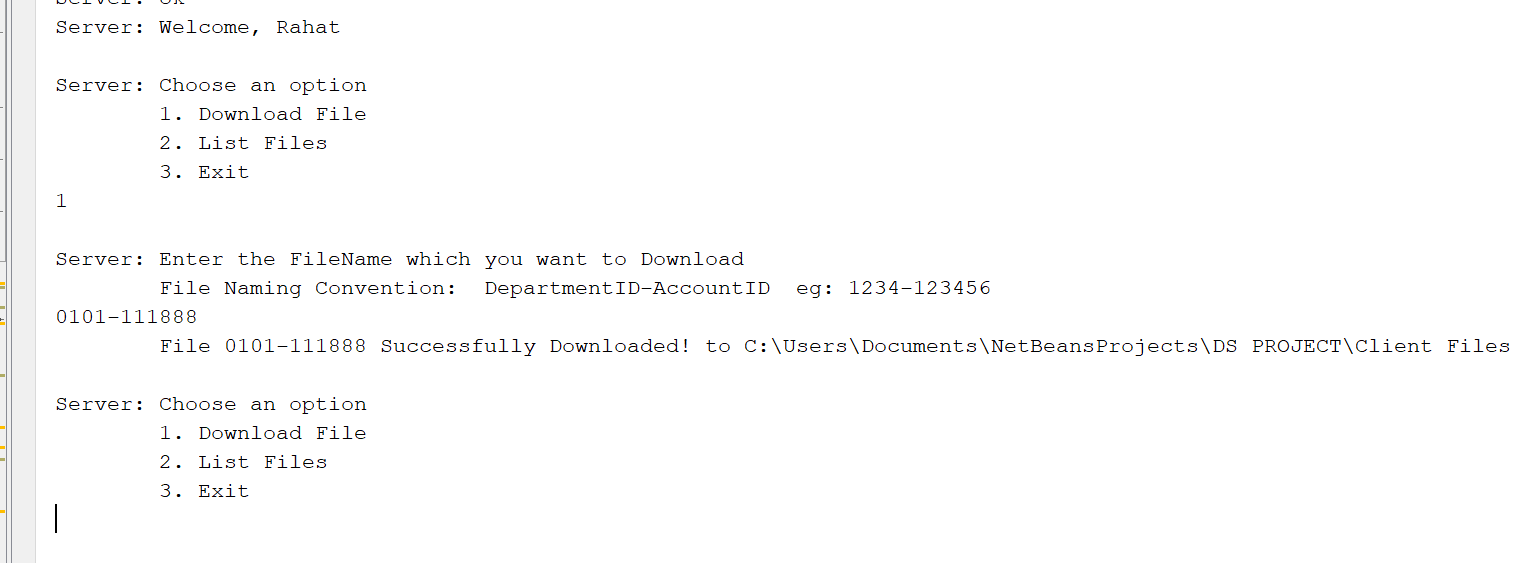 Server: Ok
Server: Welcome, Rahat
Server: Choose an option
1. Download File
2. List Files
3. Exit
1
Server: Enter the FileName which you want to Download
File Naming Convention:  DepartmentID-AccountID  eg: 1234-123456
0101-111888
File 0101-111888 Successfully Downloaded! to C:\Users\Documents\NetBeansProjects\DS PROJECT\Client Files
Server: Choose an option
1. Download File
2. List Files
3. Exit